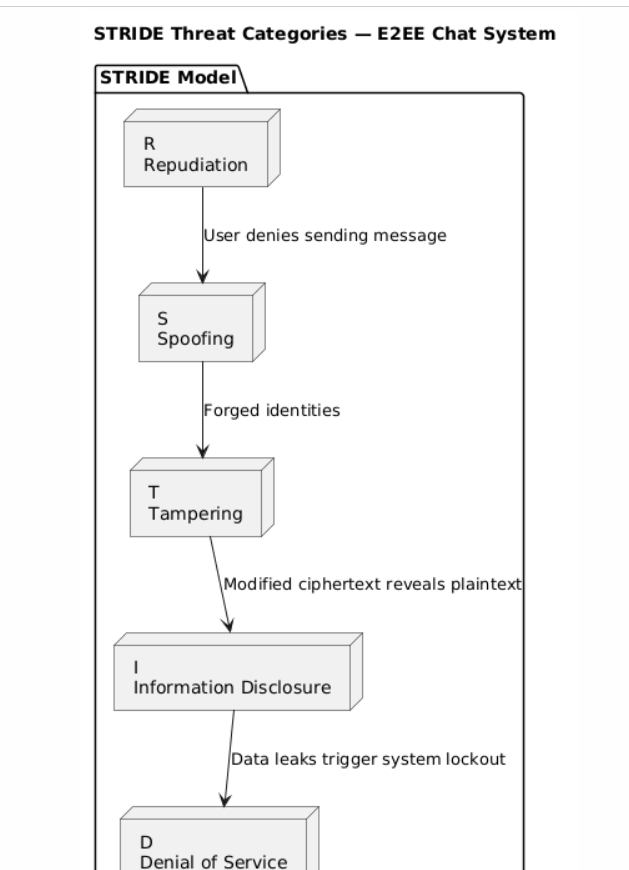 STRIDE Threat Categories — E2EE Chat System
STRIDE Model
R
Repudiation
User denies sending message
S
Spoofing
Forged identities
T
Tampering
Modified ciphertext reveals plaintext
I
Information Disclosure
Data leaks trigger system lockout
D
Denial of Service